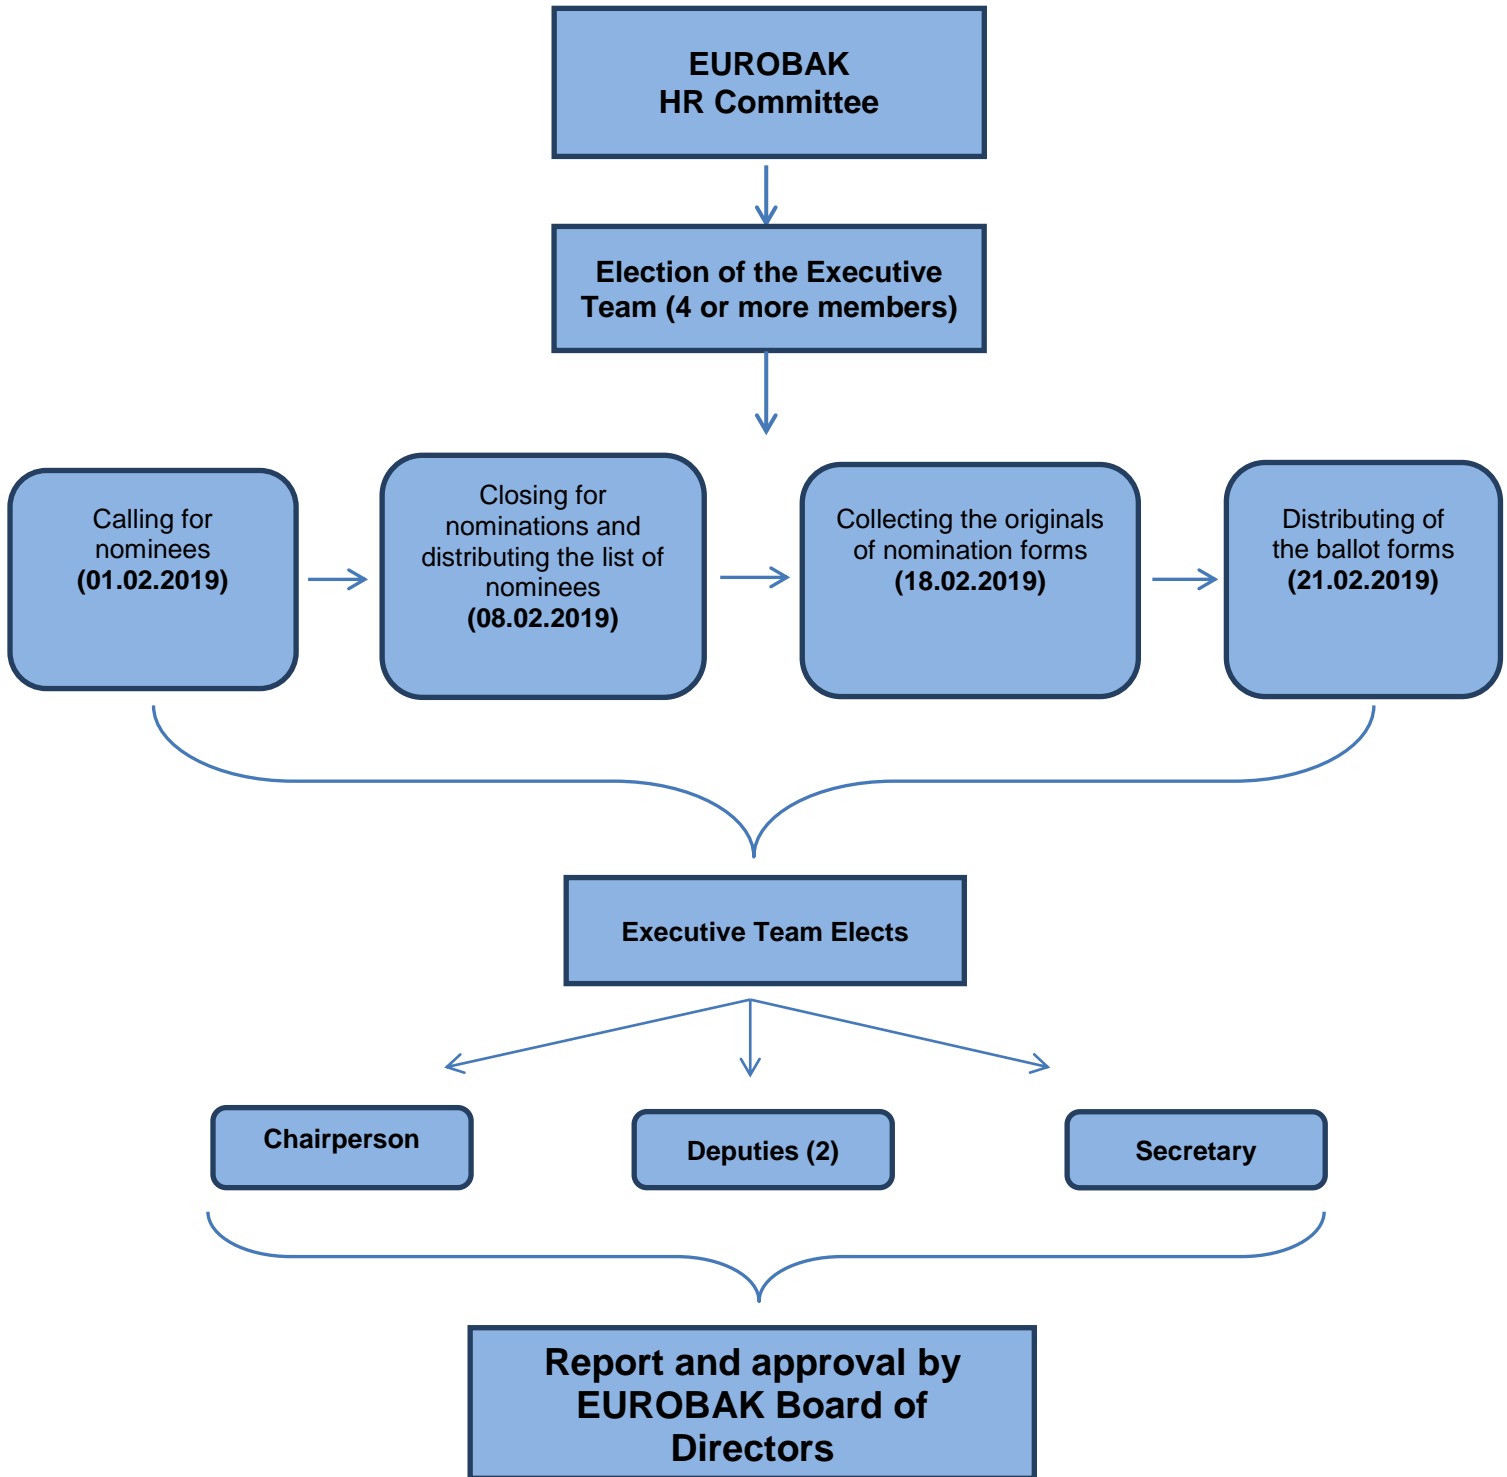 EUROBAK
HR Committee
Election of the Executive
Team (4 or more members)
Calling for
nominees
(01.02.2019)
Closing for
nominations and
distributing the list of
nominees
(08.02.2019)
Collecting the originals
of nomination forms
(18.02.2019)
Distributing of
the ballot forms
(21.02.2019)
Executive Team Elects
Chairperson
Deputies (2)
Secretary
Report and approval by
EUROBAK Board of
Directors